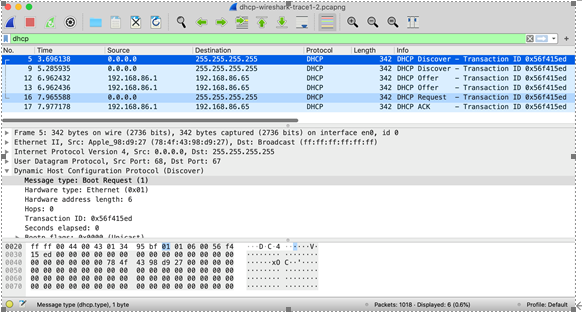 dhcp-wireshark-trace1-2.pcapng
dhcp
No. Time Source Destination Protocol Length Info
5 3.696138 0.0.0.0 255.255.255.255 DHCP 342 DHCP Discover - Transaction ID 0x56f415ed
9 5.285935 0.0.0.0 255.255.255.255 DHCP 342 DHCP Discover - Transaction ID 0x56f415ed
12 6.962432 192.168.86.1 192.168.86.65 DHCP 342 DHCP Offer - Transaction ID 0x56f415ed
13 6.962436 192.168.86.1 192.168.86.65 DHCP 342 DHCP Offer - Transaction ID 0x56f415ed
16 7.965588 0.0.0.0 255.255.255.255 DHCP 342 DHCP Request - Transaction ID 0x56f415ed
17 7.977178 192.168.86.1 192.168.86.65 DHCP 342 DHCP ACK - Transaction ID 0x56f415ed
Frame 5: 342 bytes on wire (2736 bits), 342 bytes captured (2736 bits) on interface en0, id 0
Ethernet II, Src: Apple_98:d9:27 (78:4f:43:98:d9:27), Dst: Broadcast (ff:ff:ff:ff:ff:ff)
Internet Protocol Version 4, Src: 0.0.0.0, Dst: 255.255.255.255
User Datagram Protocol, Src Port: 68, Dst Port: 67
Dynamic Host Configuration Protocol (Discover)
Message type: Boot Request (1)
Hardware type: Ethernet (0x01)
Hardware address length: 6
Hops: 0
Transaction ID: 0x56f415ed
Seconds elapsed: 0
Bootp flags: 0x0000 (Unicast)
0020 ff ff 00 44 00 43 01 34 95 bf 01 01 06 00 56 f4 ···D·C·4 ······V·
0030 15 ed 00 00 00 00 00 00 00 00 00 00 00 00 00 00
0040 00 00 00 00 00 00 78 4f 43 98 d9 27 00 00 00 00 ······xO C··'····
0050 00 00 00 00 00 00 00 00 00 00 00 00 00 00 00 00
0060 00 00 00 00 00 00 00 00 00 00 00 00 00 00 00 00
0070 00 00 00 00 00 00 00 00 00 00 00 00 00 00 00 00
Message type (dhcp.type), 1 byte Packets: 1018 · Displayed: 6 (0.6%) Profile: Default